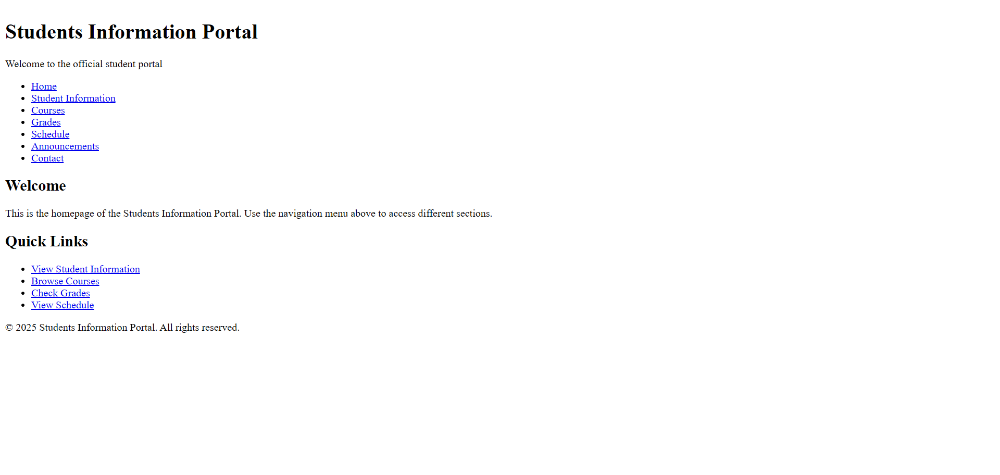 Students Information Portal
Welcome to the official student portal
Home
Student Information
Courses
Grades
Schedule
Announcements
Contact
Welcome
This is the homepage of the Students Information Portal. Use the navigation menu above to access different sections.
Quick Links
View Student Information
Browse Courses
Check Grades
View Schedule
© 2025 Students Information Portal. All rights reserved.